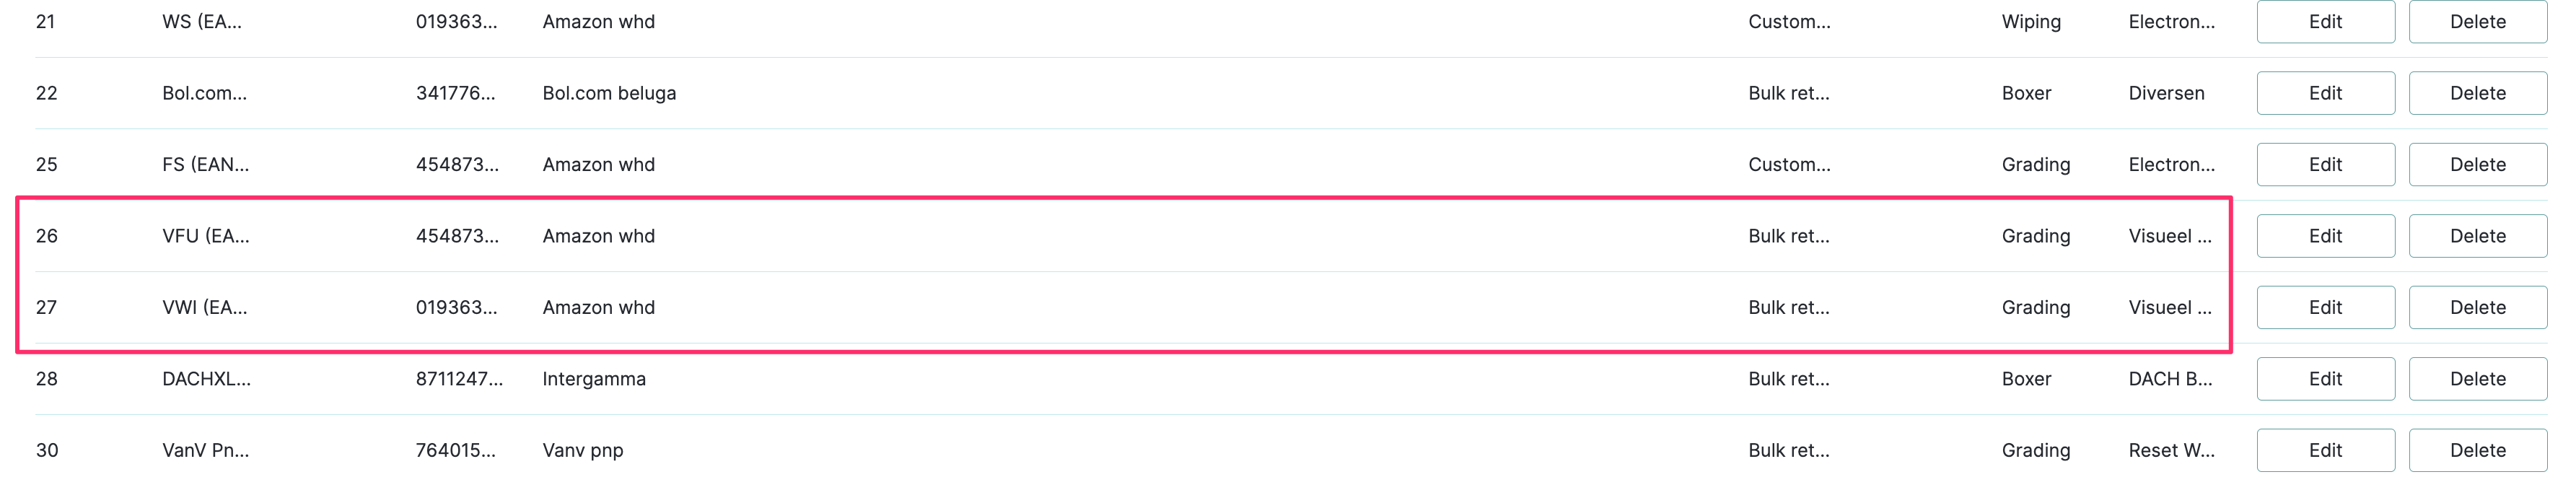 21 WS (EA... 019363... Amazon whd Custom... Wiping Electron... Edit Delete
22 Bol.com... 341776... Bol.com beluga Bulk ret... Boxer Diversen Edit Delete
25 FS (EAN... 454873... Amazon whd Custom... Grading Electron... Edit Delete
26 VFU (EA... 454873... Amazon whd Bulk ret... Grading Visueel ... Edit Delete
27 VWI (EA... 019363... Amazon whd Bulk ret... Grading Visueel ... Edit Delete
28 DACHXL... 8711247... Intergamma Bulk ret... Boxer DACH B... Edit Delete
30 VanV Pn... 764015... Vanv pnp Bulk ret... Grading Reset W... Edit Delete